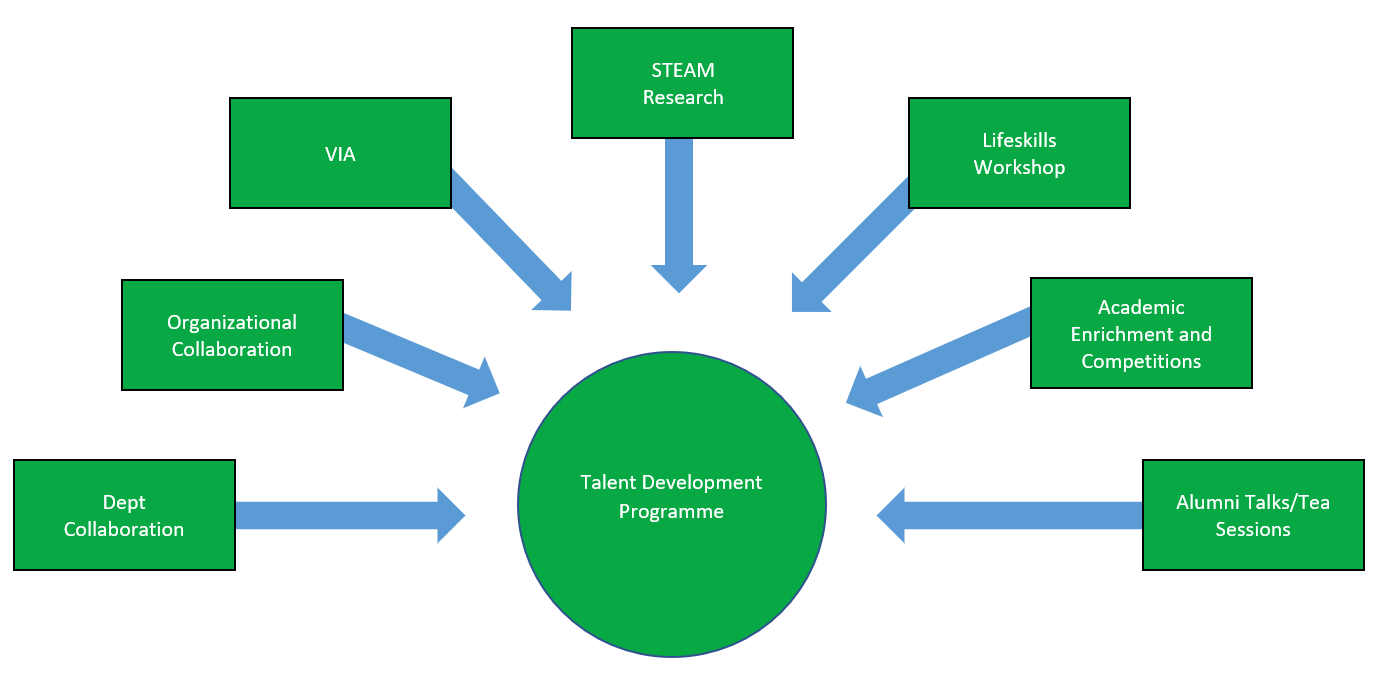 STEAM
Research
VIA
Lifeskills
Workshop
Organizational
Collaboration
Academic
Enrichment and
Competitions
Dept
Collaboration
Talent Development
Programme
Alumni Talks/Tea
Sessions